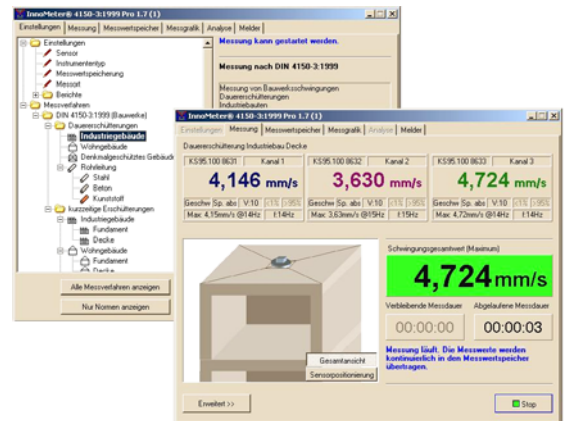 InnoMeter® 4150-3:1999 Pro 1.7 (1)
Einstellungen Messung Messwertspeicher Messgrafik Analyse Melder
Einstellungen
Sensor
Instrumententyp
Messwertspeicherung
Messort
Berichte
Messverfahren
DIN 4150-3:1999 (Bauwerke)
Dauererschütterungen
Industriegebäude
Wohngebäude
Denkmalgeschütztes Gebäude
Rohrleitung
Stahl
Beton
Kunststoff
kurzzeitige Erschütterungen
Industriegebäude
Fundament
Decke
Wohngebäude
Fundament
Decke
Alle Messverfahren anzeigen
Nur Normen anzeigen
Messung kann gestartet werden.
Messung nach DIN 4150-3:1999
Messung von Bauwerksschwingungen
Dauererschütterungen
Industriebauten
InnoMeter® 4150-3:1999 Pro 1.7 (1)
Einstellungen Messung Messwertspeicher Messgrafik Analyse Melder
Dauererschütterung Industriebau Decke
KS95.100 8631 Kanal 1 KS95.100 8632 Kanal 2 KS95.100 8633 Kanal 3
4,146 mm/s 3,630 mm/s 4,724 mm/s
Geschw Sp. abs V:10 <1% >95% Geschw Sp. abs V:10 <1% >95% Geschw Sp. abs V:10 <1% >95%
Max: 4,15mm/s @14Hz f:14Hz Max: 3,63mm/s @15Hz f:15Hz Max: 4,72mm/s @14Hz f:14Hz
Schwingungsgesamtwert (Maximum)
4,724 mm/s
Verbleibende Messdauer Abgelaufene Messdauer
00:00:00 00:00:03
Messung läuft. Die Messwerte werden
kontinuierlich in den Messwertspeicher
übertragen.
Gesamtansicht
Sensorpositionierung
Erweitert >> Stop